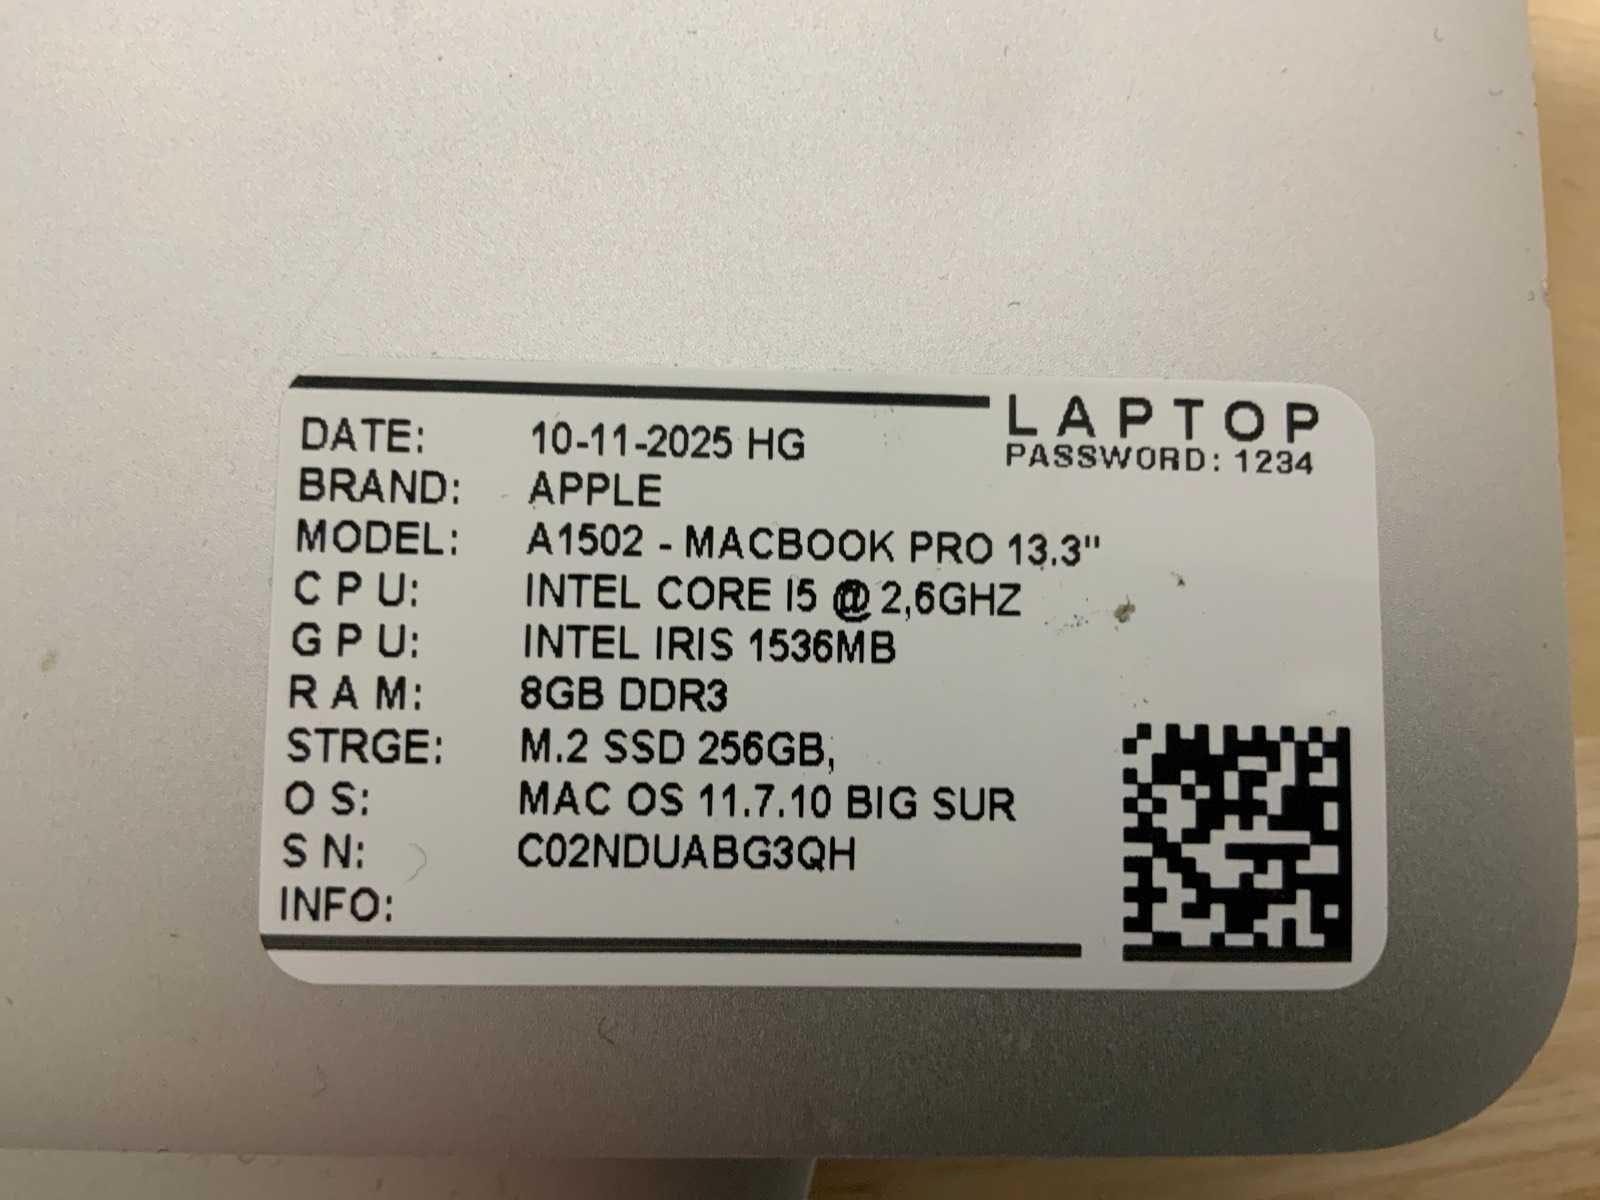 LAPTOP
PASSWORD: 1234
DATE: 10-11-2025 HG
BRAND: APPLE
MODEL: A1502 - MACBOOK PRO 13.3"
C P U: INTEL CORE I5 @ 2,6GHZ
G P U: INTEL IRIS 1536MB
R A M: 8GB DDR3
STRGE: M.2 SSD 256GB,
O S: MAC OS 11.7.10 BIG SUR
S N: C02NDUABG3QH
INFO: